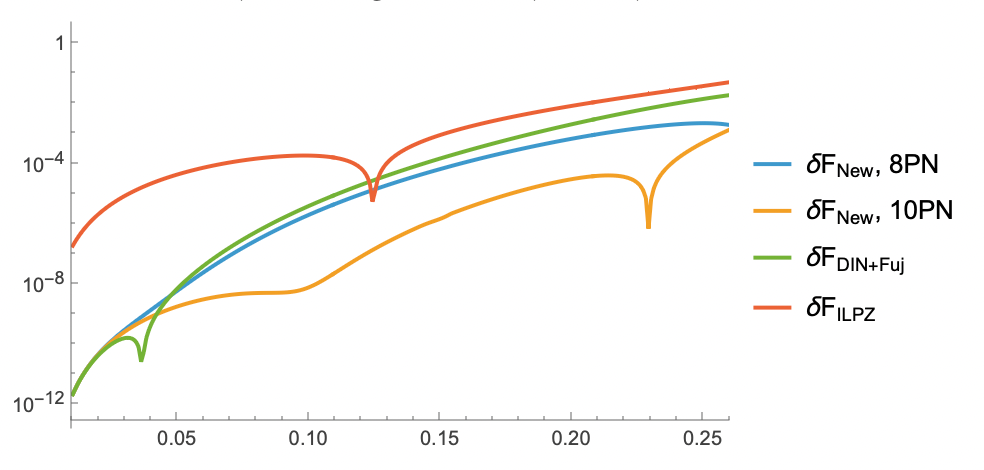 1
10⁻⁴
10⁻⁸
10⁻¹²
0.05 0.10 0.15 0.20 0.25
δF_New, 8PN
δF_New, 10PN
δF_DIN+Fuj
δF_ILPZ